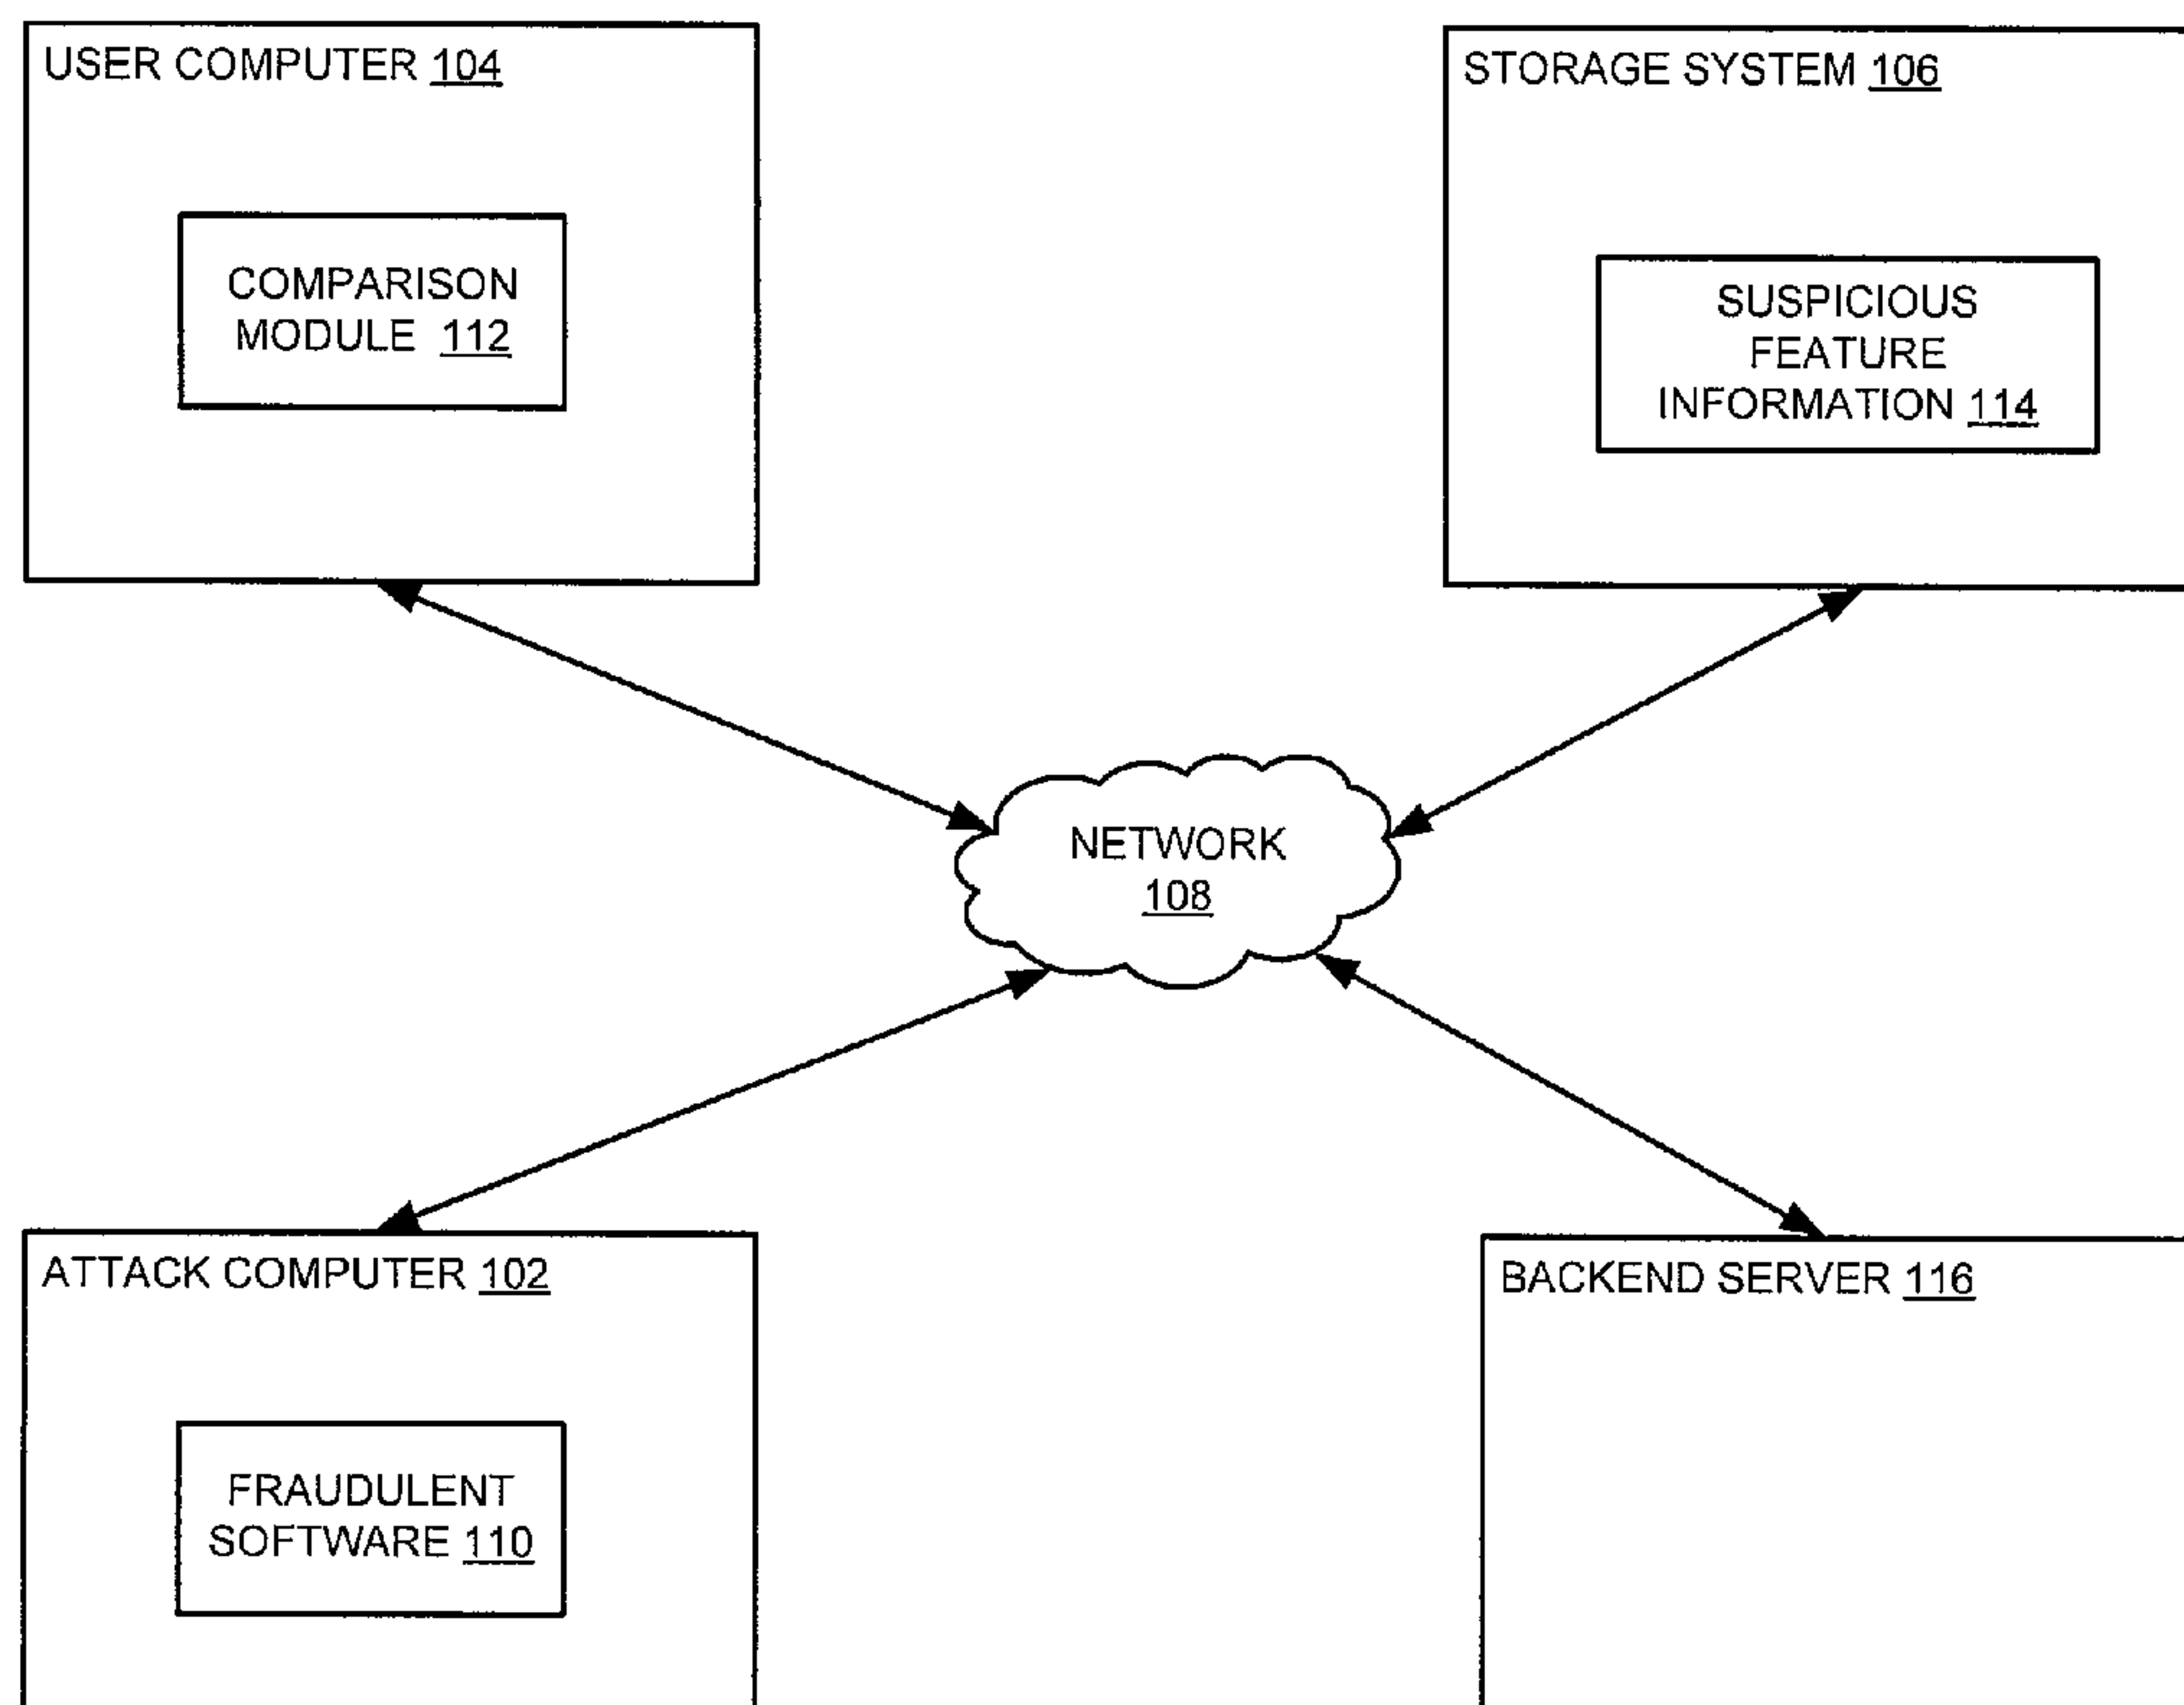 USER COMPUTER 104
COMPARISON
MODULE 112
STORAGE SYSTEM 106
SUSPICIOUS
FEATURE
INFORMATION 114
NETWORK
108
ATTACK COMPUTER 102
FRAUDULENT
SOFTWARE 110
BACKEND SERVER 116